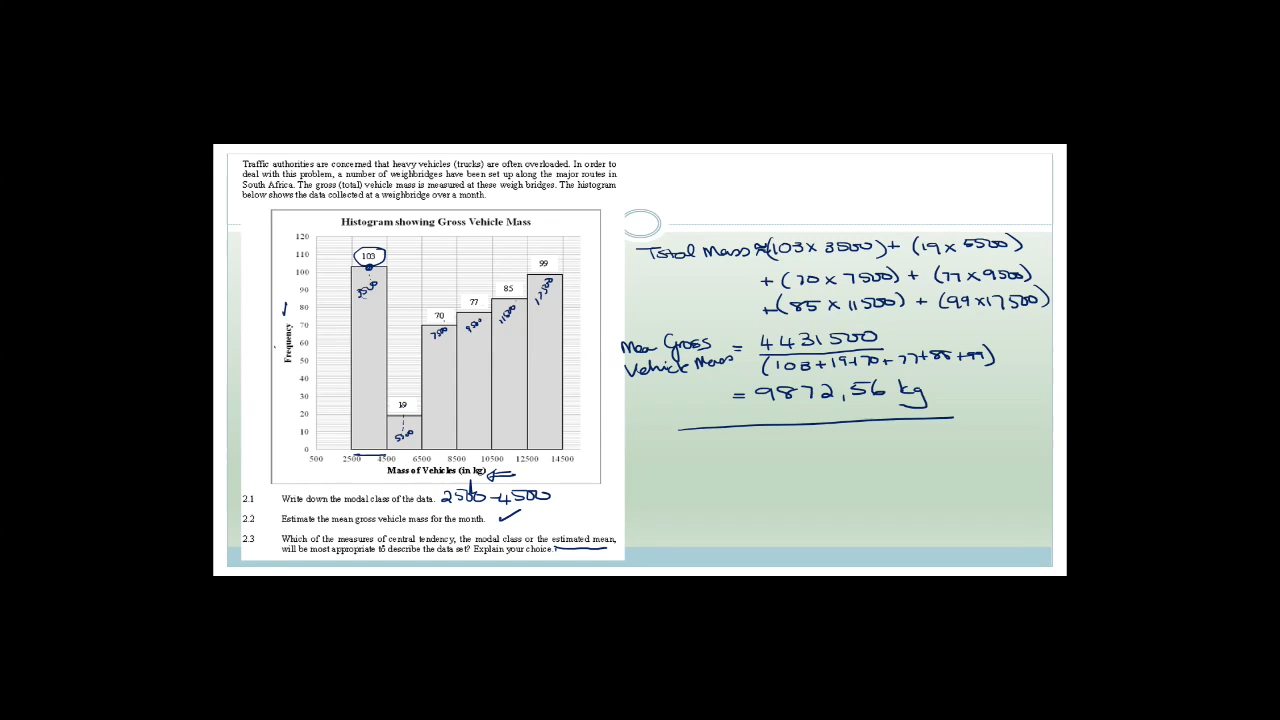 Traffic authorities are concerned that heavy vehicles (trucks) are often overloaded. In order to
deal with this problem, a number of weighbridges have been set up along the major routes in
South Africa. The gross (total) vehicle mass is measured at these weigh bridges. The histogram
below shows the data collected at a weighbridge over a month.
Histogram showing Gross Vehicle Mass
120
110
100
90
80
70
60
50
40
30
20
10
0
Frequency
103
19
70
77
85
99
3500
5500
7500
9500
11500
17500
500 2500 4500 6500 8500 10500 12500 14500
Mass of Vehicles (in kg)
2.1 Write down the modal class of the data. 2500 - 4500
2.2 Estimate the mean gross vehicle mass for the month.
2.3 Which of the measures of central tendency, the modal class or the estimated mean,
will be most appropriate to describe the data set? Explain your choice.
Total Mass ≈ (103 x 3500) + (19 x 5500)
+ (70 x 7500) + (77 x 9500)
+ (85 x 11500) + (99 x 17500)
Mean Gross Vehicle Mass = 4431500
(103+19+70+77+85+99)
= 9872,56 kg